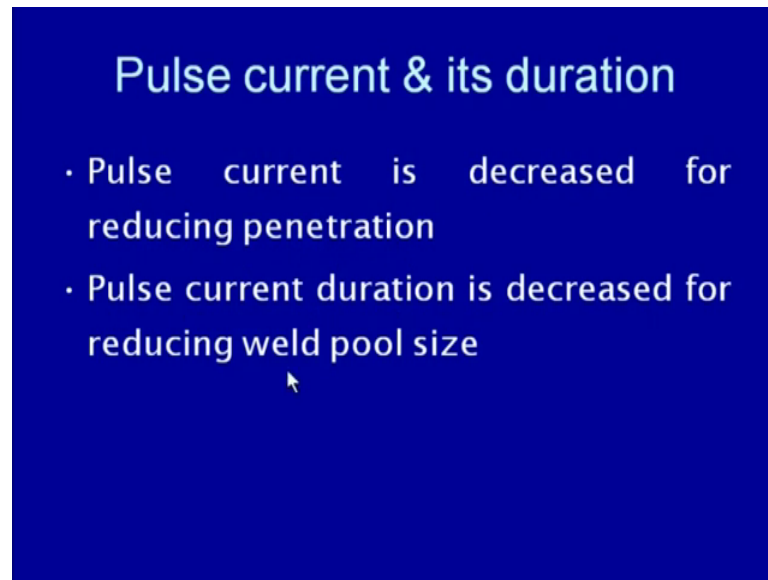 Pulse current & its duration
• Pulse current is decreased for
reducing penetration
• Pulse current duration is decreased for
reducing weld pool size